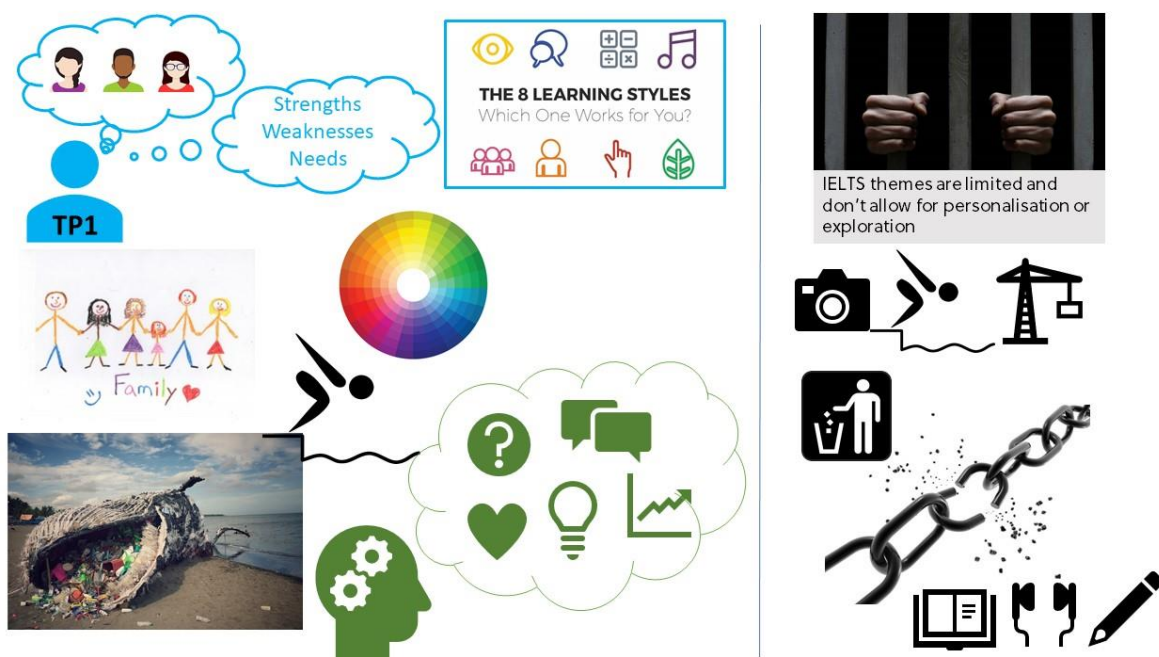 Strengths
Weaknesses
Needs
THE 8 LEARNING STYLES
Which One Works for You?
TP1
Family
IELTS themes are limited and
don't allow for personalisation or
exploration